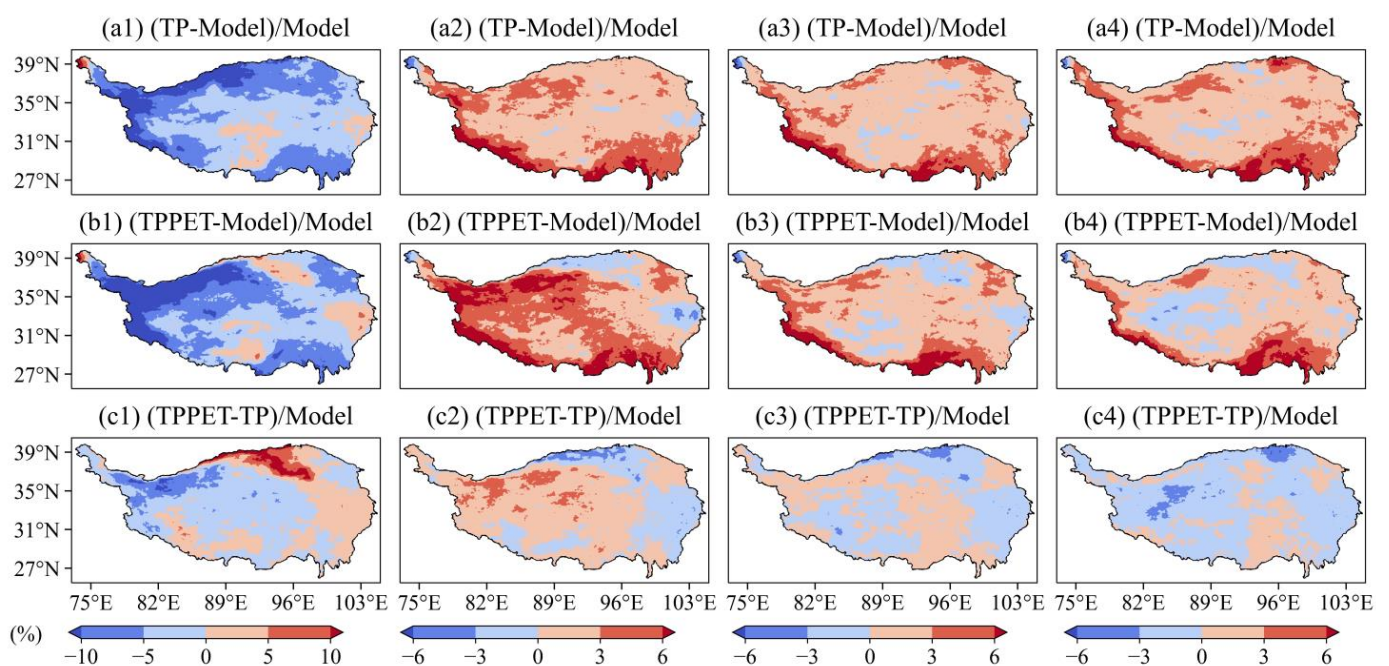 (a1) (TP-Model)/Model (a2) (TP-Model)/Model (a3) (TP-Model)/Model (a4) (TP-Model)/Model
39°N
35°N
31°N
27°N
(b1) (TPPET-Model)/Model (b2) (TPPET-Model)/Model (b3) (TPPET-Model)/Model (b4) (TPPET-Model)/Model
39°N
35°N
31°N
27°N
(c1) (TPPET-TP)/Model (c2) (TPPET-TP)/Model (c3) (TPPET-TP)/Model (c4) (TPPET-TP)/Model
39°N
35°N
31°N
27°N
75°E 82°E 89°E 96°E 103°E 75°E 82°E 89°E 96°E 103°E 75°E 82°E 89°E 96°E 103°E 75°E 82°E 89°E 96°E 103°E
(%)
−10 −5 0 5 10 −6 −3 0 3 6 −6 −3 0 3 6 −6 −3 0 3 6